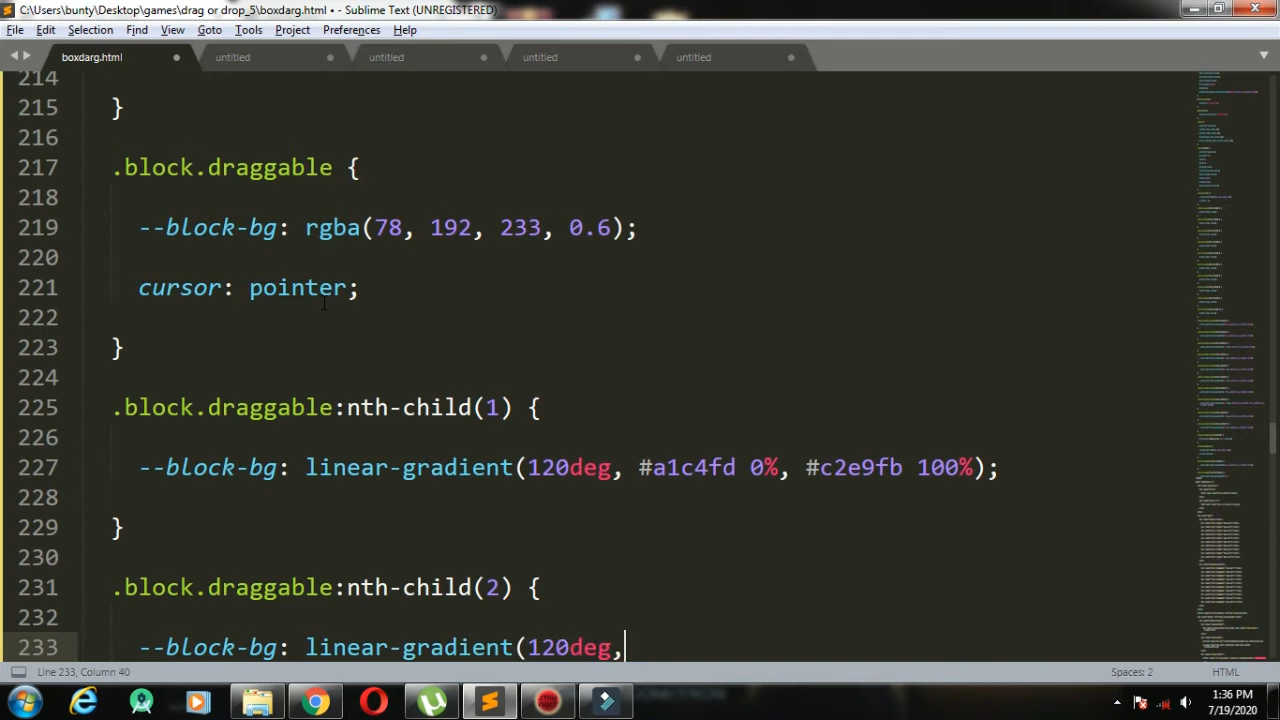 C:\Users\bunty\Desktop\games\drag or drop_5\boxdarg.html • - Sublime Text (UNREGISTERED)
File Edit Selection Find View Goto Tools Project Preferences Help
boxdarg.html untitled untitled untitled untitled
214
215 }
216
217 .block.draggable {
218
219 --block-bg: rgba(78, 192, 33, 0.6);
220
221 cursor: pointer;
222
223 }
224
225 .block.draggable:nth-child(1) {
226
227 --block-bg: linear-gradient(120deg, #a1c4fd 0%, #c2e9fb 100%);
228
229 }
230
231 .block.draggable:nth-child(2) {
232
233 --block-bg: linear-gradient(120deg,
Line 233, Column 40 Spaces: 2 HTML
1:36 PM
7/19/2020